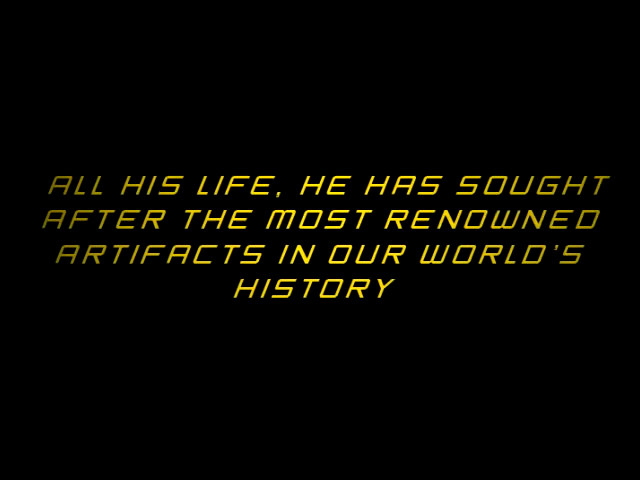 ALL HIS LIFE, HE HAS SOUGHT
AFTER THE MOST RENOWNED
ARTIFACTS IN OUR WORLD'S
HISTORY